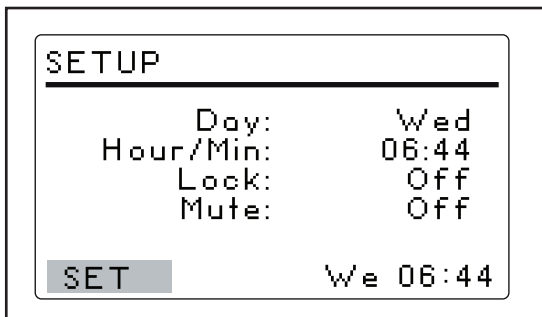 SETUP
Day: Wed
Hour/Min: 06:44
Lock: Off
Mute: Off
SET We 06:44